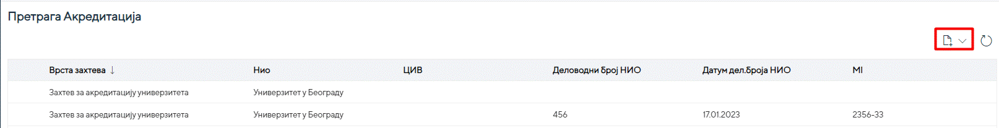 Претрага Акредитација
Врста захтева ↓ Нио ЦИВ Деловодни број НИО Датум дел.броја НИО MI
Захтев за акредитацију универзитета Универзитет у Београду
Захтев за акредитацију универзитета Универзитет у Београду 456 17.01.2023 2356-33